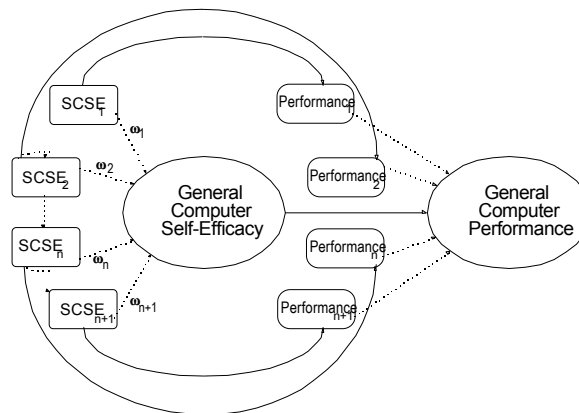 SCSE1
Performance1
ω1
SCSE2
ω2
Performance2
General
Computer
Self-Efficacy
General
Computer
Performance
SCSEn
ωn
Performancen
SCSEn+1
ωn+1
Performancen+1